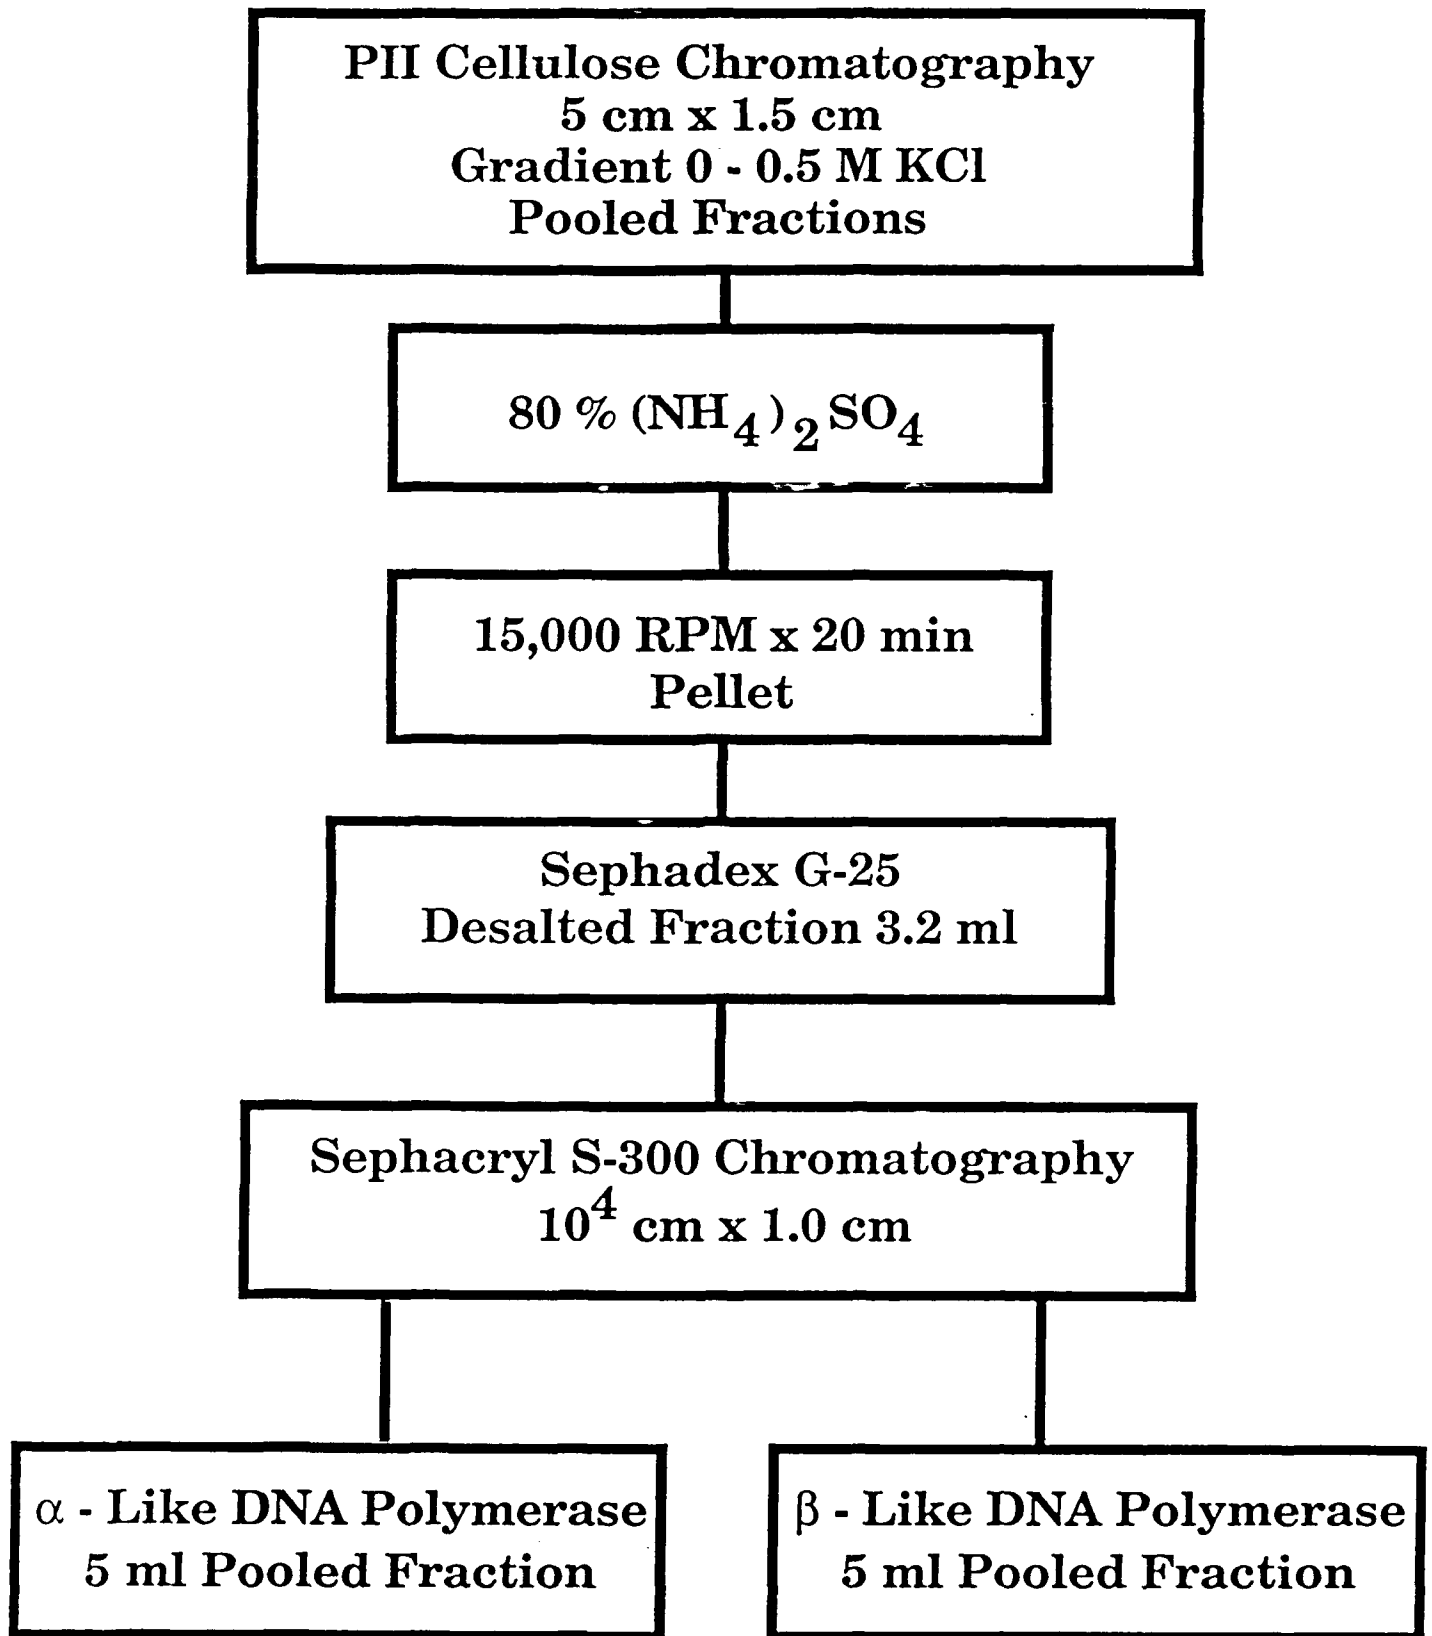 PII Cellulose Chromatography
5 cm x 1.5 cm
Gradient 0 - 0.5 M KCl
Pooled Fractions
80 % (NH₄)₂SO₄
15,000 RPM x 20 min
Pellet
Sephadex G-25
Desalted Fraction 3.2 ml
Sephacryl S-300 Chromatography
10⁴ cm x 1.0 cm
α - Like DNA Polymerase
5 ml Pooled Fraction
β - Like DNA Polymerase
5 ml Pooled Fraction